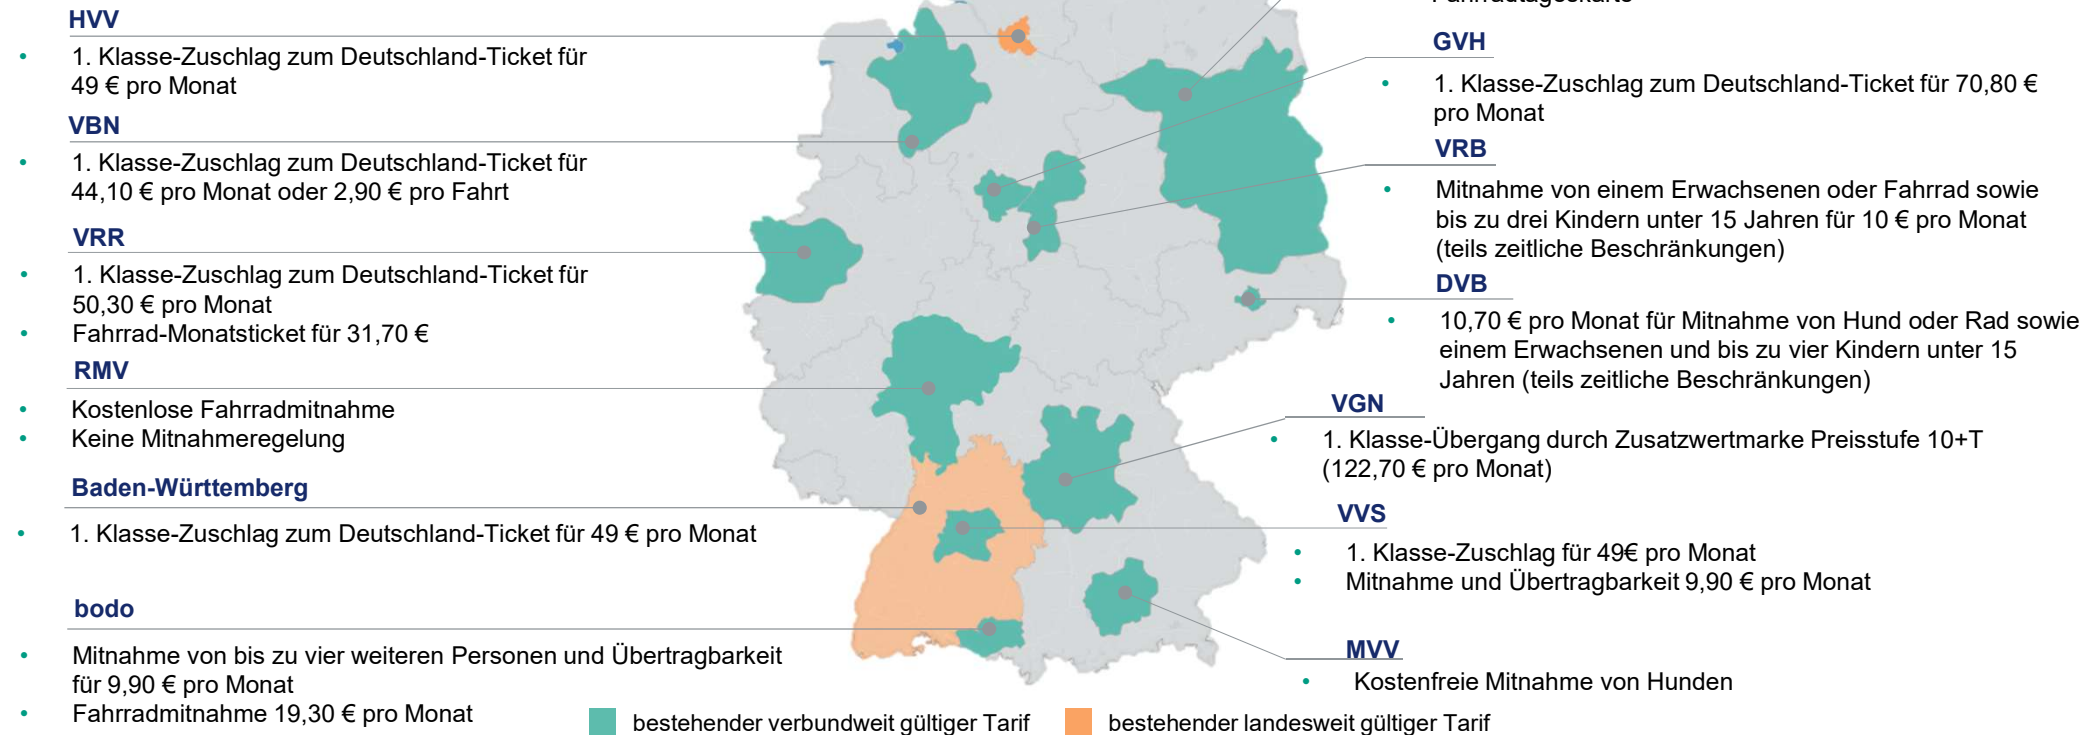 HVV
• 1. Klasse-Zuschlag zum Deutschland-Ticket für
49 € pro Monat
VBN
• 1. Klasse-Zuschlag zum Deutschland-Ticket für
44,10 € pro Monat oder 2,90 € pro Fahrt
VRR
• 1. Klasse-Zuschlag zum Deutschland-Ticket für
50,30 € pro Monat
• Fahrrad-Monatsticket für 31,70 €
RMV
• Kostenlose Fahrradmitnahme
• Keine Mitnahmeregelung
Baden-Württemberg
• 1. Klasse-Zuschlag zum Deutschland-Ticket für 49 € pro Monat
bodo
• Mitnahme von bis zu vier weiteren Personen und Übertragbarkeit
für 9,90 € pro Monat
• Fahrradmitnahme 19,30 € pro Monat
GVH
• 1. Klasse-Zuschlag zum Deutschland-Ticket für 70,80 €
pro Monat
VRB
• Mitnahme von einem Erwachsenen oder Fahrrad sowie
bis zu drei Kindern unter 15 Jahren für 10 € pro Monat
(teils zeitliche Beschränkungen)
DVB
• 10,70 € pro Monat für Mitnahme von Hund oder Rad sowie
einem Erwachsenen und bis zu vier Kindern unter 15
Jahren (teils zeitliche Beschränkungen)
VGN
• 1. Klasse-Übergang durch Zusatzwertmarke Preisstufe 10+T
(122,70 € pro Monat)
VVS
• 1. Klasse-Zuschlag für 49€ pro Monat
• Mitnahme und Übertragbarkeit 9,90 € pro Monat
MVV
• Kostenfreie Mitnahme von Hunden
bestehender verbundweit gültiger Tarif
bestehender landesweit gültiger Tarif